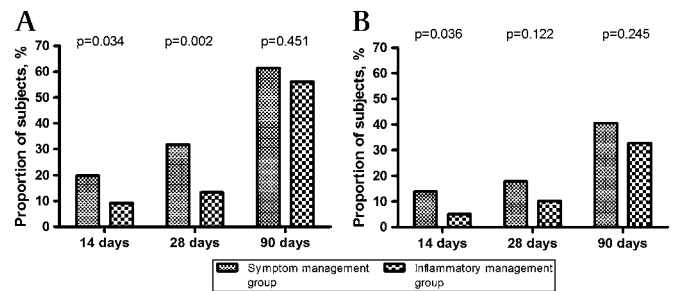 A
p=0.034 p=0.002 p=0.451
Proportion of subjects, %
70
60
50
40
30
20
10
0
14 days 28 days 90 days
B
p=0.036 p=0.122 p=0.245
Proportion of subjects, %
70
60
50
40
30
20
10
0
14 days 28 days 90 days
Symptom management
group
Inflammatory management
group